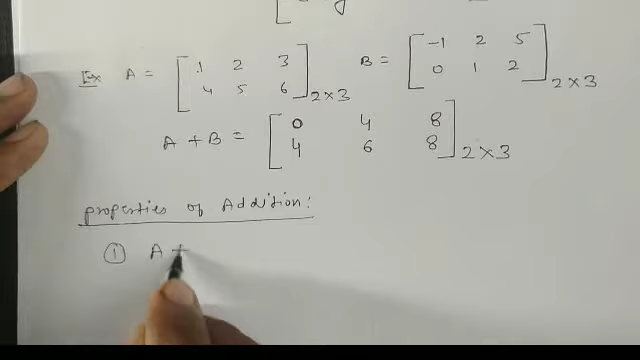 Ex A = [ 1 2 3 B = [ -1 2 5
4 5 6 ] 2×3 0 1 2 ] 2×3
A + B = [ 0 4 8
4 6 8 ] 2×3
properties of Addition:
① A +